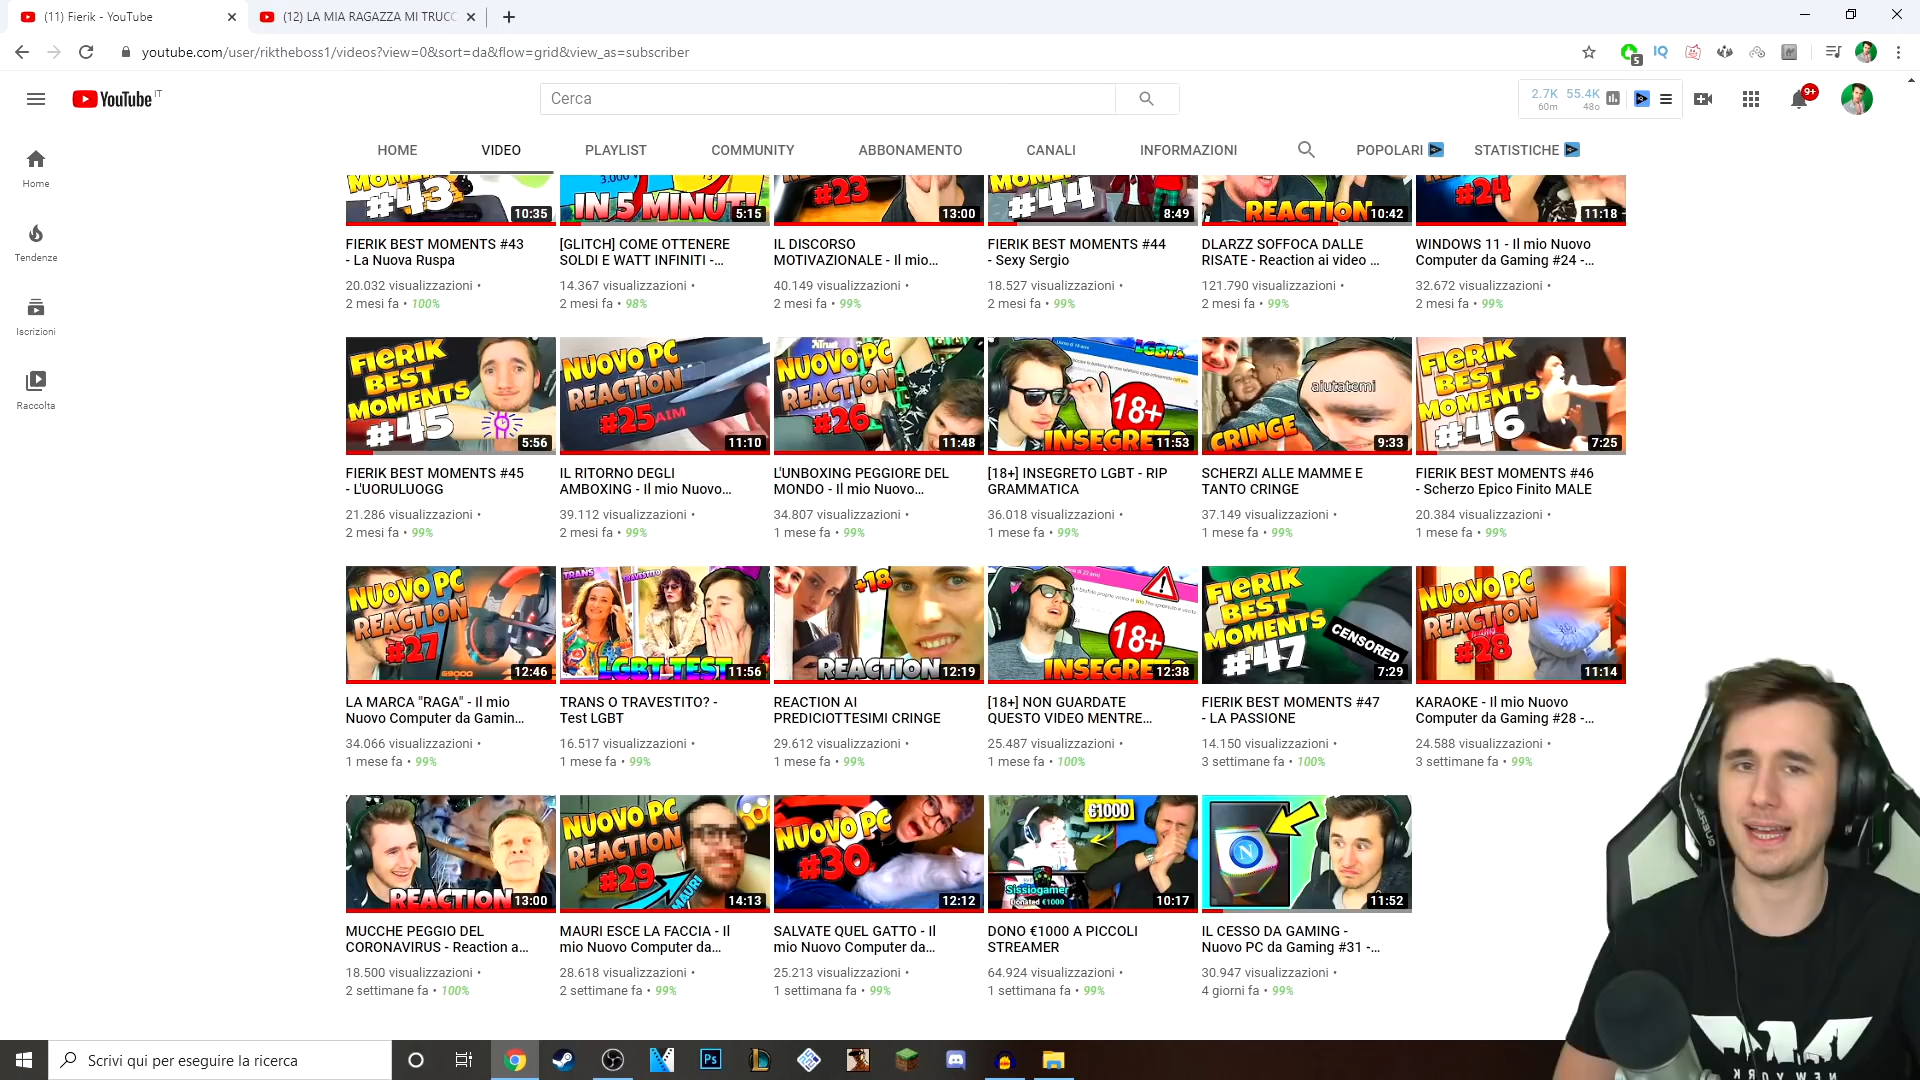 (11) Fierik - YouTube
(12) LA MIA RAGAZZA MI TRUCC
youtube.com/user/riktheboss1/videos?view=0&sort=da&flow=grid&view_as=subscriber
5
IQ
YouTube IT
Cerca
2.7K 55.4K
60m 48o
9+
HOME VIDEO PLAYLIST COMMUNITY ABBONAMENTO CANALI INFORMAZIONI POPOLARI STATISTICHE
Home
Tendenze
Iscrizioni
Raccolta
#43
10:35
IN 5 MINUTI
5:15
#23
13:00
#44
8:49
REACTION
10:42
#24
11:18
FIERIK BEST MOMENTS #43
- La Nuova Ruspa
20.032 visualizzazioni •
2 mesi fa • 100%
[GLITCH] COME OTTENERE
SOLDI E WATT INFINITI -...
14.367 visualizzazioni •
2 mesi fa • 98%
IL DISCORSO
MOTIVAZIONALE - Il mio...
40.149 visualizzazioni •
2 mesi fa • 99%
FIERIK BEST MOMENTS #44
- Sexy Sergio
18.527 visualizzazioni •
2 mesi fa • 99%
DLARZZ SOFFOCA DALLE
RISATE - Reaction ai video ...
121.790 visualizzazioni •
2 mesi fa • 99%
WINDOWS 11 - Il mio Nuovo
Computer da Gaming #24 -...
32.672 visualizzazioni •
2 mesi fa • 99%
FIERIK
BEST
MOMENTS
#45
5:56
NUOVO PC
REACTION
#25
AIM
11:10
Trust
NUOVO PC
REACTION
#26
11:48
LGBT+
18+
INSEGRETO
11:53
aiutatemi
CRINGE
9:33
FIERIK
BEST
MOMENTS
#46
7:25
FIERIK BEST MOMENTS #45
- L'UORULUOGG
21.286 visualizzazioni •
2 mesi fa • 99%
IL RITORNO DEGLI
AMBOXING - Il mio Nuovo...
39.112 visualizzazioni •
2 mesi fa • 99%
L'UNBOXING PEGGIORE DEL
MONDO - Il mio Nuovo...
34.807 visualizzazioni •
1 mese fa • 99%
[18+] INSEGRETO LGBT - RIP
GRAMMATICA
36.018 visualizzazioni •
1 mese fa • 99%
SCHERZI ALLE MAMME E
TANTO CRINGE
37.149 visualizzazioni •
1 mese fa • 99%
FIERIK BEST MOMENTS #46
- Scherzo Epico Finito MALE
20.384 visualizzazioni •
1 mese fa • 99%
NUOVO PC
REACTION
#27
12:46
TRANS
TRAVESTITO
LGBT TEST
11:56
+18
REACTION
12:19
18+
INSEGRETO
12:38
FIERIK
BEST
MOMENTS
#47
CENSORED
7:29
NUOVO PC
REACTION
#28
11:14
LA MARCA "RAGA" - Il mio
Nuovo Computer da Gamin...
34.066 visualizzazioni •
1 mese fa • 99%
TRANS O TRAVESTITO? -
Test LGBT
16.517 visualizzazioni •
1 mese fa • 99%
REACTION AI
PREDICIOTTESIMI CRINGE
29.612 visualizzazioni •
1 mese fa • 99%
[18+] NON GUARDATE
QUESTO VIDEO MENTRE...
25.487 visualizzazioni •
1 mese fa • 100%
FIERIK BEST MOMENTS #47
- LA PASSIONE
14.150 visualizzazioni •
3 settimane fa • 100%
KARAOKE - Il mio Nuovo
Computer da Gaming #28 -...
24.588 visualizzazioni •
3 settimane fa • 99%
REACTION
13:00
NUOVO PC
REACTION
#29
MAURI
14:13
NUOVO PC
#30
12:12
€1000
Sissiogamer
Donated €1000
10:17
N
11:52
MUCCHE PEGGIO DEL
CORONAVIRUS - Reaction a...
18.500 visualizzazioni •
2 settimane fa • 100%
MAURI ESCE LA FACCIA - Il
mio Nuovo Computer da...
28.618 visualizzazioni •
2 settimane fa • 99%
SALVATE QUEL GATTO - Il
mio Nuovo Computer da...
25.213 visualizzazioni •
1 settimana fa • 99%
DONO €1000 A PICCOLI
STREAMER
64.924 visualizzazioni •
1 settimana fa • 99%
IL CESSO DA GAMING -
Nuovo PC da Gaming #31 -...
30.947 visualizzazioni •
4 giorni fa • 99%
Scrivi qui per eseguire la ricerca
Ps